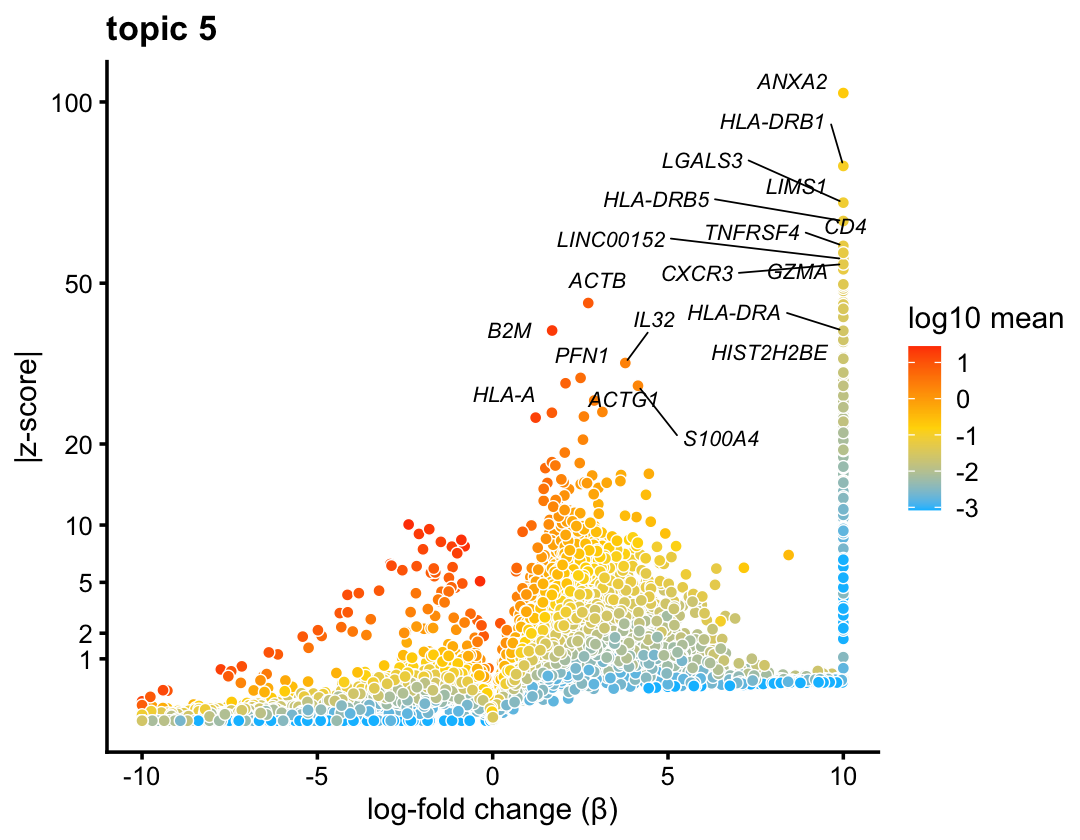 topic 5
ANXA2
HLA-DRB1
LGALS3
LIMS1
HLA-DRB5
CD4
TNFRSF4
LINC00152
CXCR3
GZMA
ACTB
HLA-DRA
IL32
B2M
HIST2H2BE
PFN1
HLA-A
ACTG1
S100A4
|z-score|
100
50
20
10
5
2
1
-10 -5 0 5 10
log-fold change (β)
log10 mean
1
0
-1
-2
-3